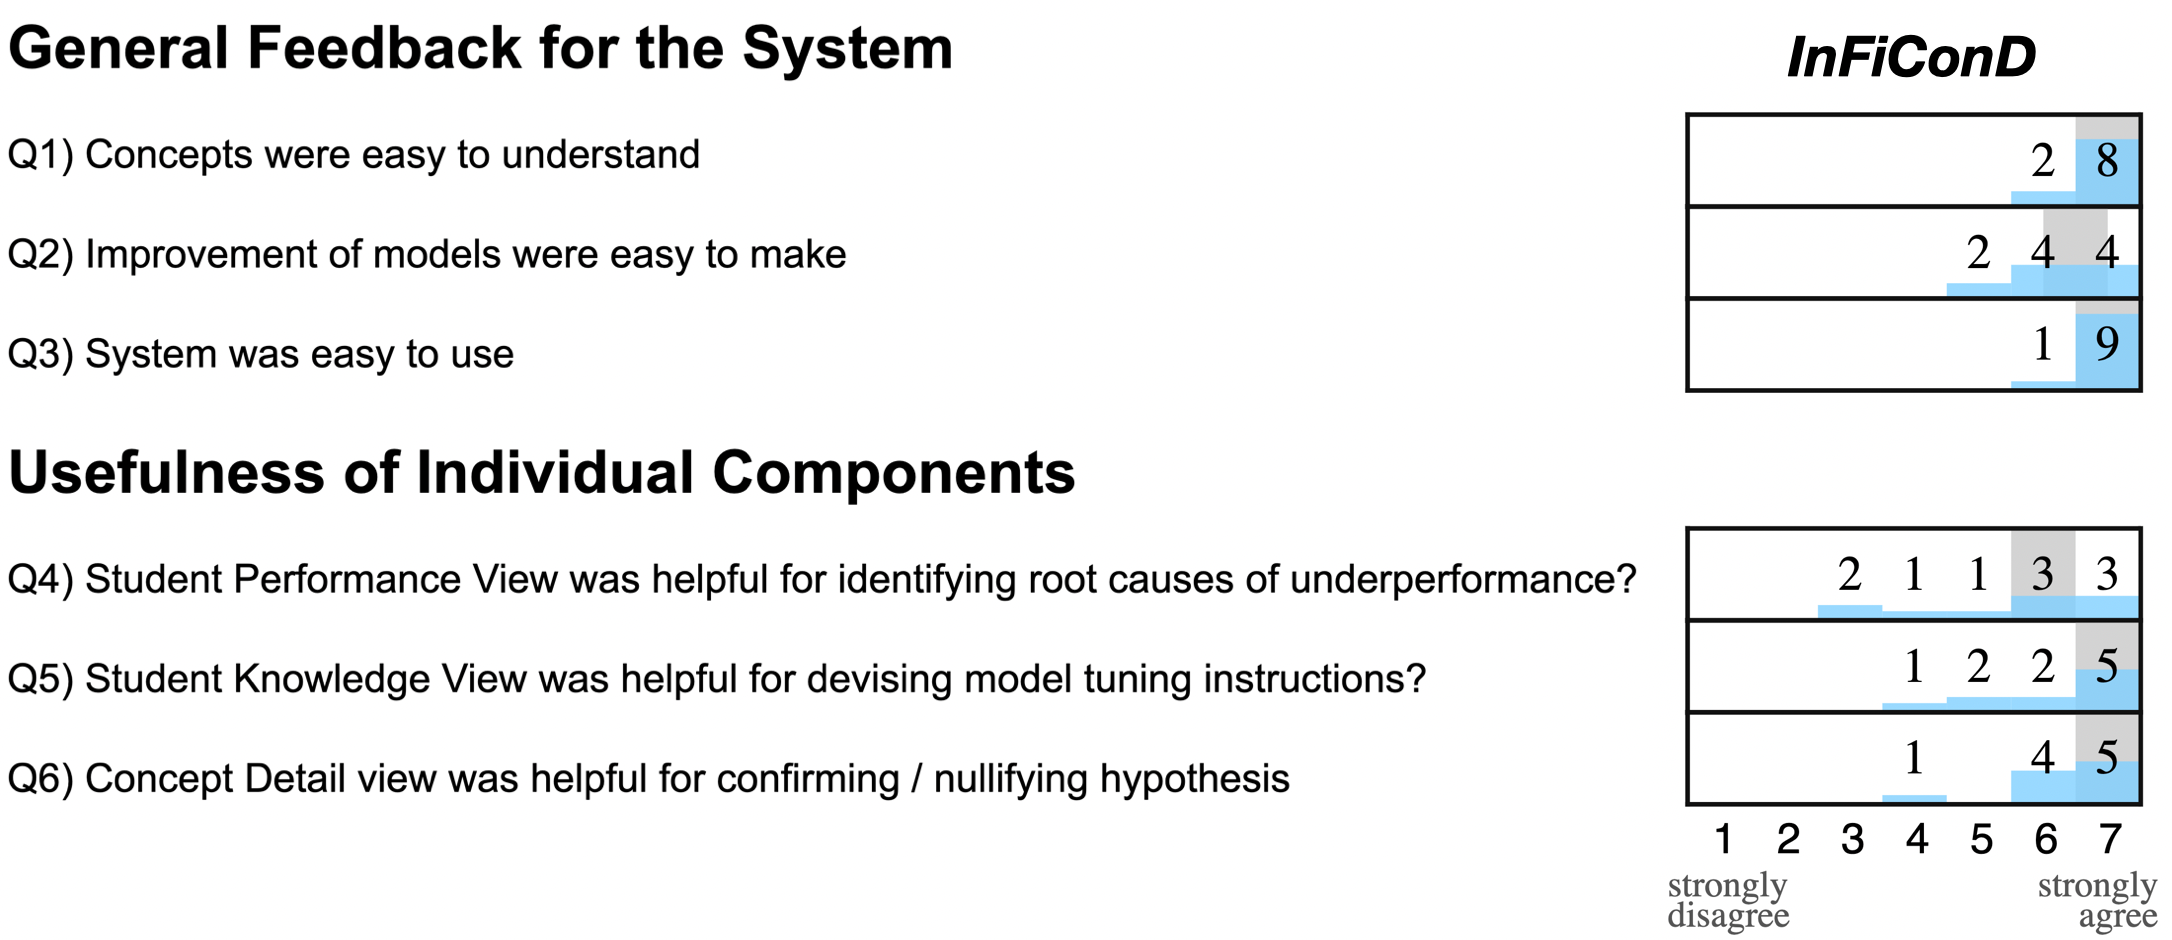 General Feedback for the System
InFiConD
Q1) Concepts were easy to understand
2 8
Q2) Improvement of models were easy to make
2 4 4
Q3) System was easy to use
1 9
Usefulness of Individual Components
Q4) Student Performance View was helpful for identifying root causes of underperformance?
2 1 1 3 3
Q5) Student Knowledge View was helpful for devising model tuning instructions?
1 2 2 5
Q6) Concept Detail view was helpful for confirming / nullifying hypothesis
1 4 5
1 2 3 4 5 6 7
strongly disagree
strongly agree